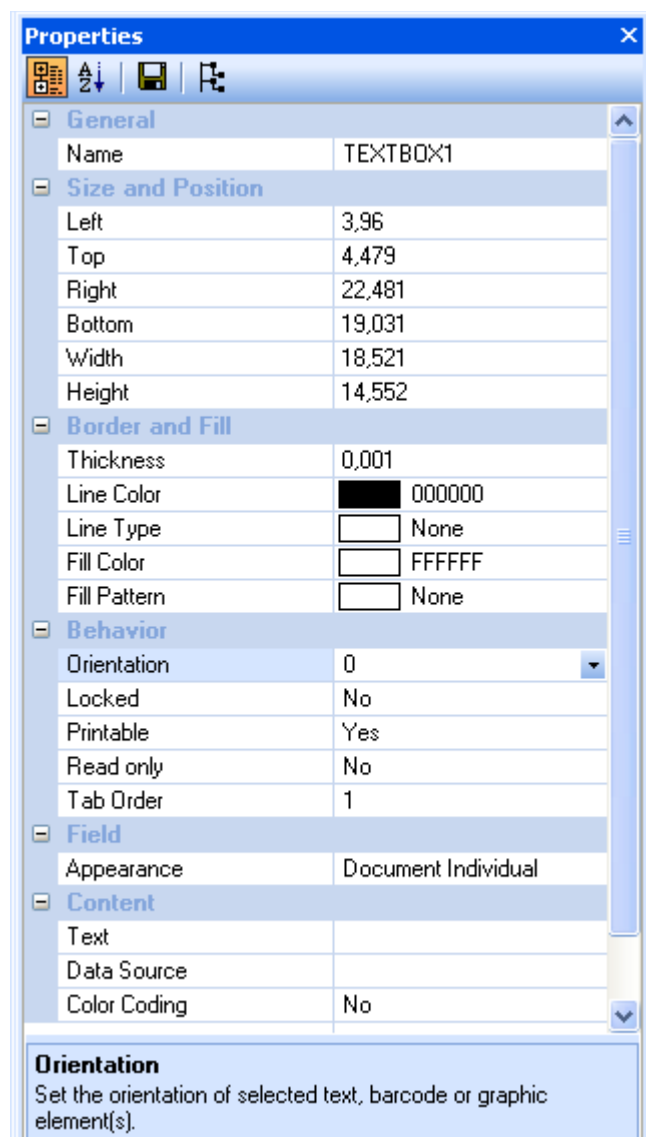 Properties
General
Name TEXTBOX1
Size and Position
Left 3,96
Top 4,479
Right 22,481
Bottom 19,031
Width 18,521
Height 14,552
Border and Fill
Thickness 0,001
Line Color 000000
Line Type None
Fill Color FFFFFF
Fill Pattern None
Behavior
Orientation 0
Locked No
Printable Yes
Read only No
Tab Order 1
Field
Appearance Document Individual
Content
Text
Data Source
Color Coding No
Orientation
Set the orientation of selected text, barcode or graphic
element(s).